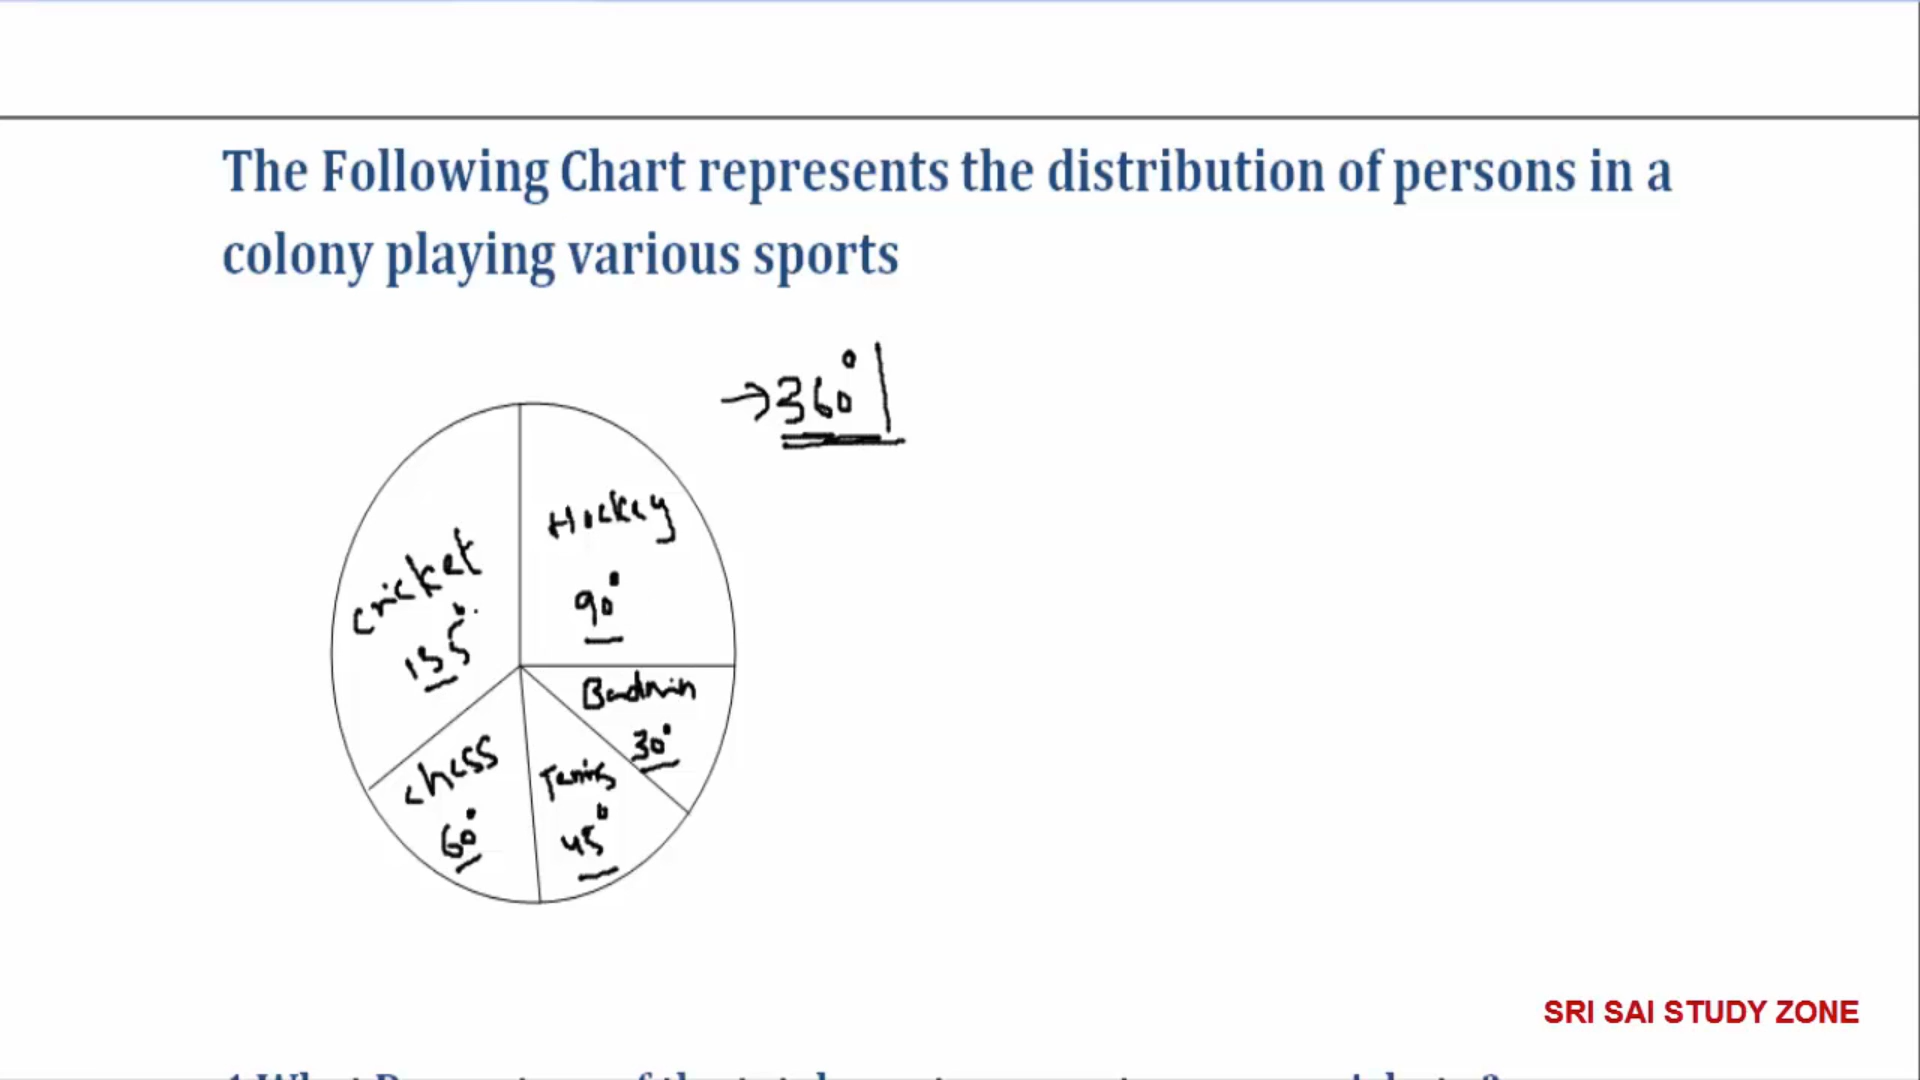 The Following Chart represents the distribution of persons in a
colony playing various sports
→360°
Hockey
90°
cricket
135°
Badmin
30°
chess
60°
Tennis
45°
SRI SAI STUDY ZONE